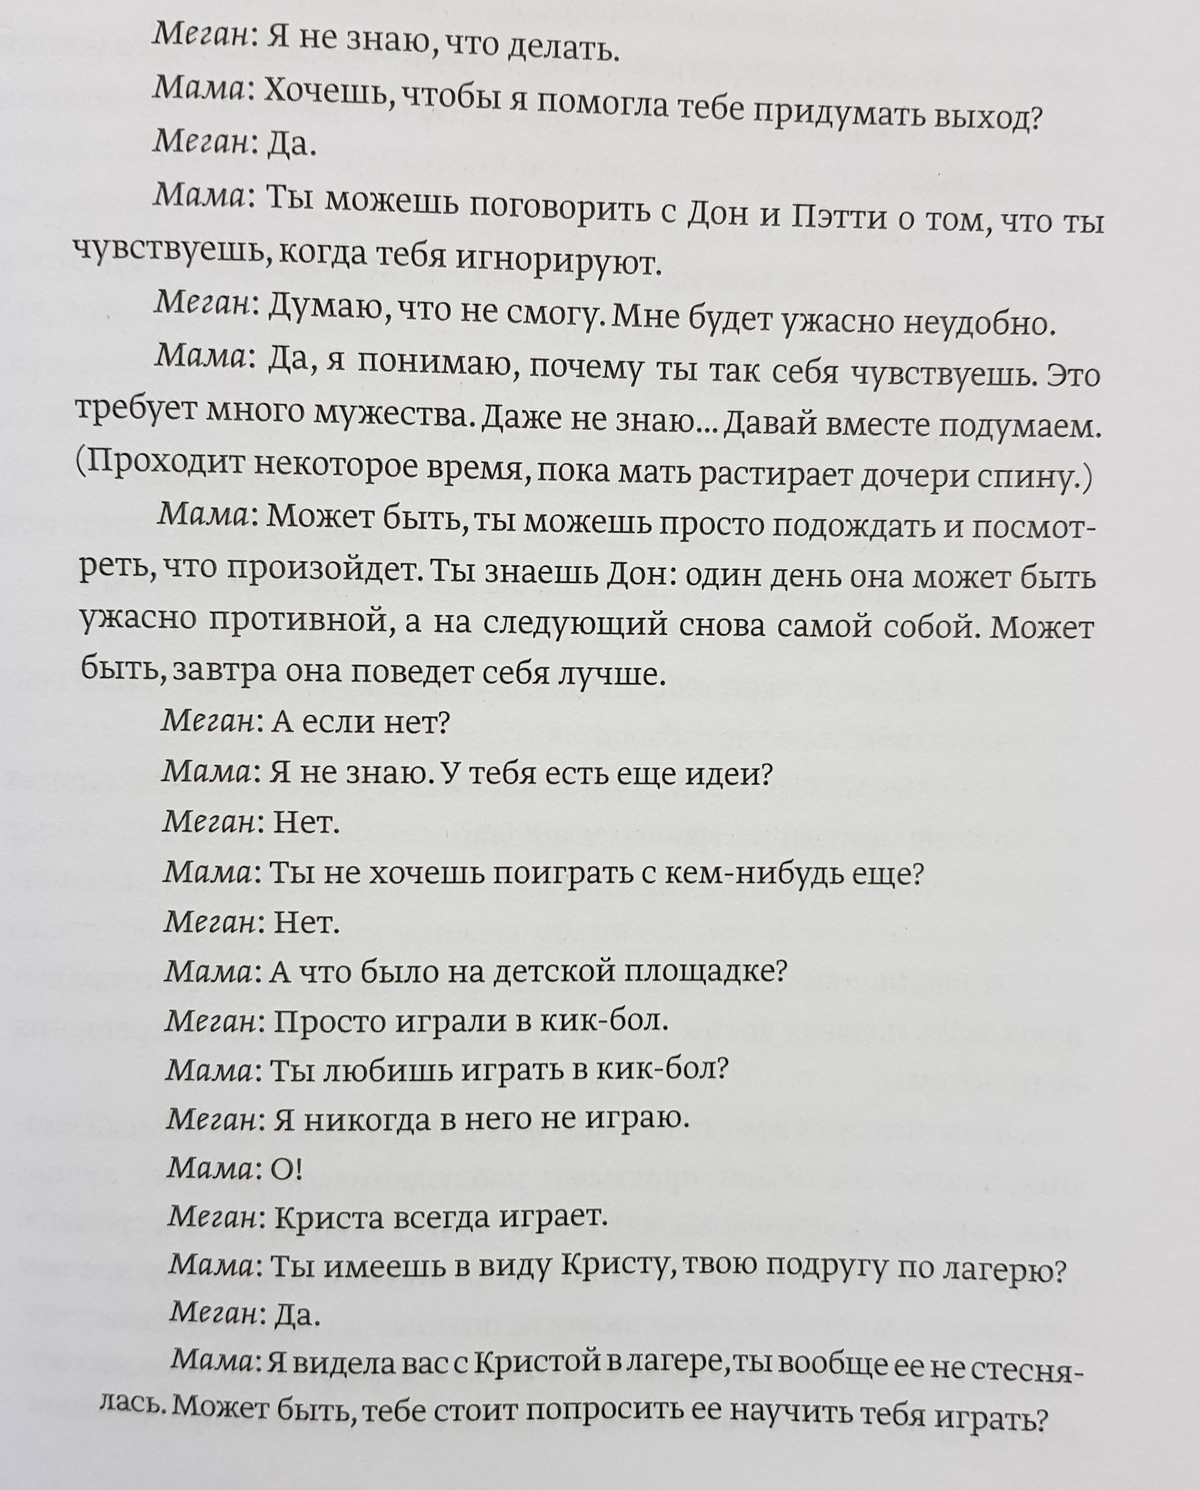 Меган: Я не знаю, что делать.
Мама: Хочешь, чтобы я помогла тебе придумать выход?
Меган: Да.
Мама: Ты можешь поговорить с Дон и Пэтти о том, что ты
чувствуешь, когда тебя игнорируют.
Меган: Думаю, что не смогу. Мне будет ужасно неудобно.
Мама: Да, я понимаю, почему ты так себя чувствуешь. Это
требует много мужества. Даже не знаю... Давай вместе подумаем.
(Проходит некоторое время, пока мать растирает дочери спину.)
Мама: Может быть, ты можешь просто подождать и посмот-
реть, что произойдет. Ты знаешь Дон: один день она может быть
ужасно противной, а на следующий снова самой собой. Может
быть, завтра она поведет себя лучше.
Меган: А если нет?
Мама: Я не знаю. У тебя есть еще идеи?
Меган: Нет.
Мама: Ты не хочешь поиграть с кем-нибудь еще?
Меган: Нет.
Мама: А что было на детской площадке?
Меган: Просто играли в кик-бол.
Мама: Ты любишь играть в кик-бол?
Меган: Я никогда в него не играю.
Мама: О!
Меган: Криста всегда играет.
Мама: Ты имеешь в виду Кристу, твою подругу по лагерю?
Меган: Да.
Мама: Я видела вас с Кристой в лагере, ты вообще ее не стесня-
лась. Может быть, тебе стоит попросить ее научить тебя играть?